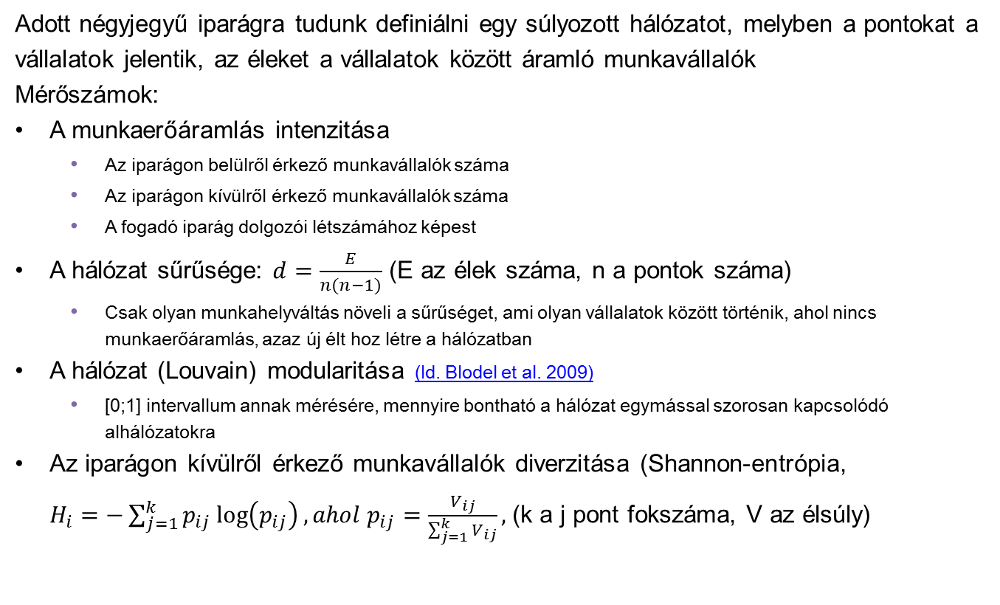 Adott négyjegyű iparágra tudunk definiálni egy súlyozott hálózatot, melyben a pontokat a
vállalatok jelentik, az éleket a vállalatok között áramló munkavállalók
Mérőszámok:
• A munkaerőáramlás intenzitása
• Az iparágon belülről érkező munkavállalók száma
• Az iparágon kívülről érkező munkavállalók száma
• A fogadó iparág dolgozói létszámához képest
• A hálózat sűrűsége: $d = \frac{E}{n(n-1)}$ (E az élek száma, n a pontok száma)
• Csak olyan munkahelyváltás növeli a sűrűséget, ami olyan vállalatok között történik, ahol nincs
munkaerőáramlás, azaz új élt hoz létre a hálózatban
• A hálózat (Louvain) modularitása (ld. Blodel et al. 2009)
• [0;1] intervallum annak mérésére, mennyire bontható a hálózat egymással szorosan kapcsolódó
alhálózatokra
• Az iparágon kívülről érkező munkavállalók diverzitása (Shannon-entrópia,
$H_i = -\sum_{j=1}^{k} p_{ij} \log(p_{ij}), ahol\ p_{ij} = \frac{V_{ij}}{\sum_{j=1}^{k} V_{ij}}$, (k a j pont fokszáma, V az élsúly)